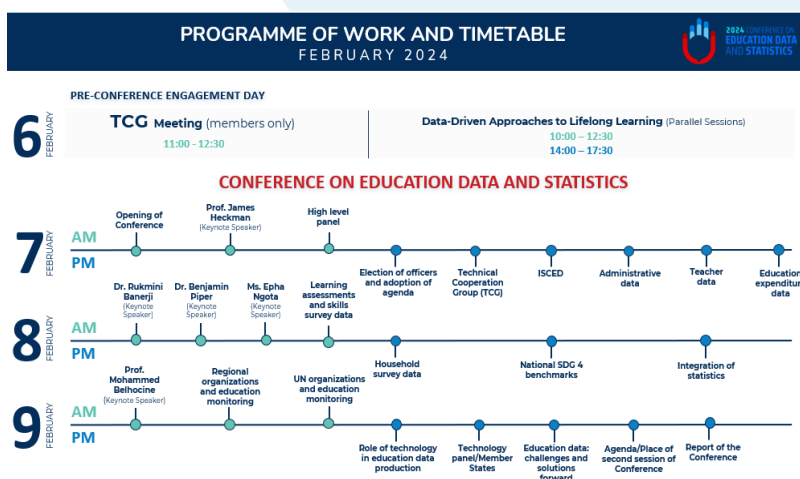 PROGRAMME OF WORK AND TIMETABLE
FEBRUARY 2024
2024 CONFERENCE ON
EDUCATION DATA
AND STATISTICS
PRE-CONFERENCE ENGAGEMENT DAY
6
FEBRUARY
TCG Meeting (members only)
11:00 - 12:30
Data-Driven Approaches to Lifelong Learning (Parallel Sessions)
10:00 – 12:30
14:00 – 17:30
CONFERENCE ON EDUCATION DATA AND STATISTICS
7
FEBRUARY
AM
PM
Opening of
Conference
Prof. James
Heckman
(Keynote Speaker)
High level
panel
Election of officers
and adoption of
agenda
Technical
Cooperation
Group (TCG)
ISCED
Administrative
data
Teacher
data
Education
expenditur
data
8
FEBRUARY
AM
PM
Dr. Rukmini
Banerji
(Keynote
Speaker)
Dr. Benjamin
Piper
(Keynote
Speaker)
Ms. Epha
Ngota
(Keynote
Speaker)
Learning
assessments
and skills
survey data
Household
survey data
National SDG 4
benchmarks
Integration of
statistics
9
FEBRUARY
AM
PM
Prof.
Mohammed
Belhocine
(Keynote Speaker)
Regional
organizations
and education
monitoring
UN organizations
and education
monitoring
Role of technology
in education data
production
Technology
panel/Member
States
Education data:
challenges and
solutions
forward
Agenda/Place of
second session of
Conference
Report of the
Conference